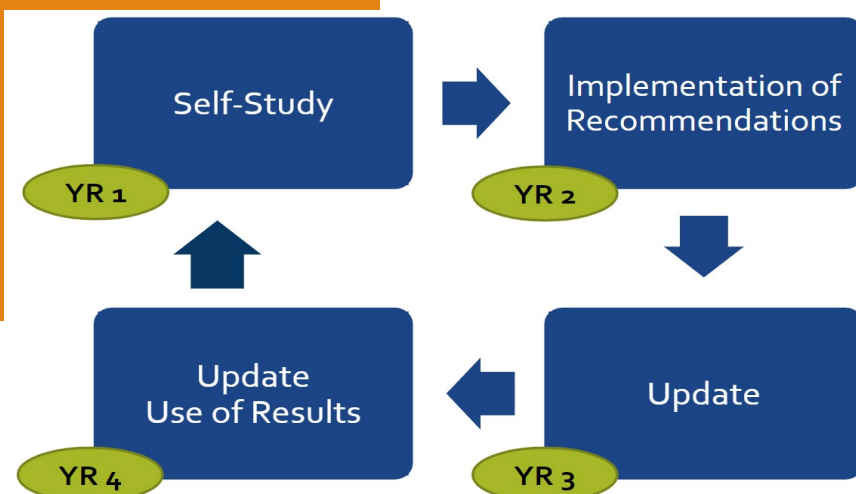 Self-Study
YR 1
Implementation of
Recommendations
YR 2
Update
YR 3
Update
Use of Results
YR 4